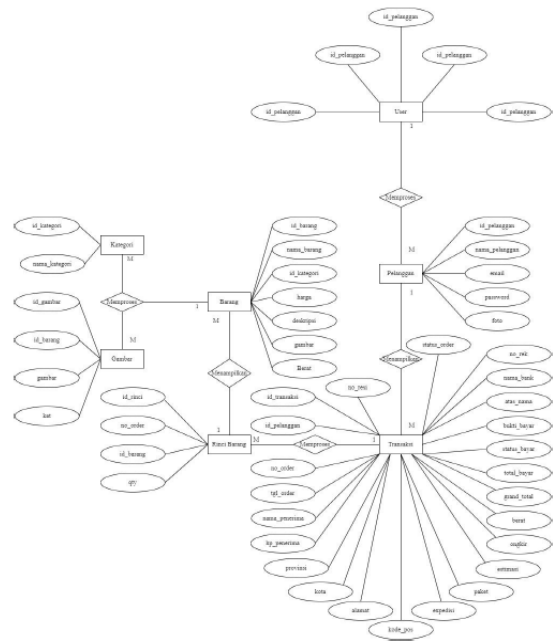 id_pelanggan
id_pelanggan
id_pelanggan
id_pelanggan
User
id_pelanggan
1
Memproses
M
id_kategori
Kategori
nama_kategori
M
id_gambar
Memproses
id_barang
M
gambar
Gambar
kat
id_barang
nama_barang
id_kategori
1
Barang
harga
M
deskripsi
gambar
Barat
Menampilkan
id_pelanggan
nama_pelanggan
Pelanggan
email
1
password
foto
Menampilkan
status_order
no_resi
M
id_rinci
no_order
1
Rinci Barang
M
Memproses
1
Transaksi
id_barang
qty
id_transaksi
id_pelanggan
no_order
tgl_order
nama_penerima
hp_penerima
provinsi
kota
alamat
kode_pos
expedisi
paket
estimasi
ongkir
berat
grand_total
total_bayar
status_bayar
bukti_bayar
atas_nama
nama_bank
no_rek